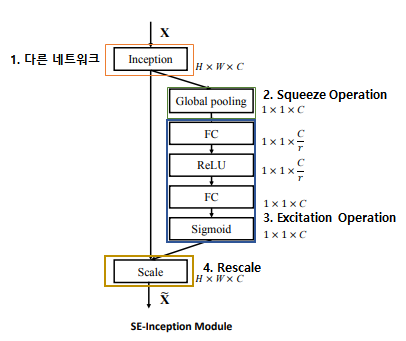 X
1. 다른 네트워크
Inception
H × W × C
Global pooling
2. Squeeze Operation
1 × 1 × C
FC
1 × 1 × C/r
ReLU
1 × 1 × C/r
FC
1 × 1 × C
3. Excitation Operation
Sigmoid
1 × 1 × C
Scale
4. Rescale
H × W × C
X̃
SE-Inception Module